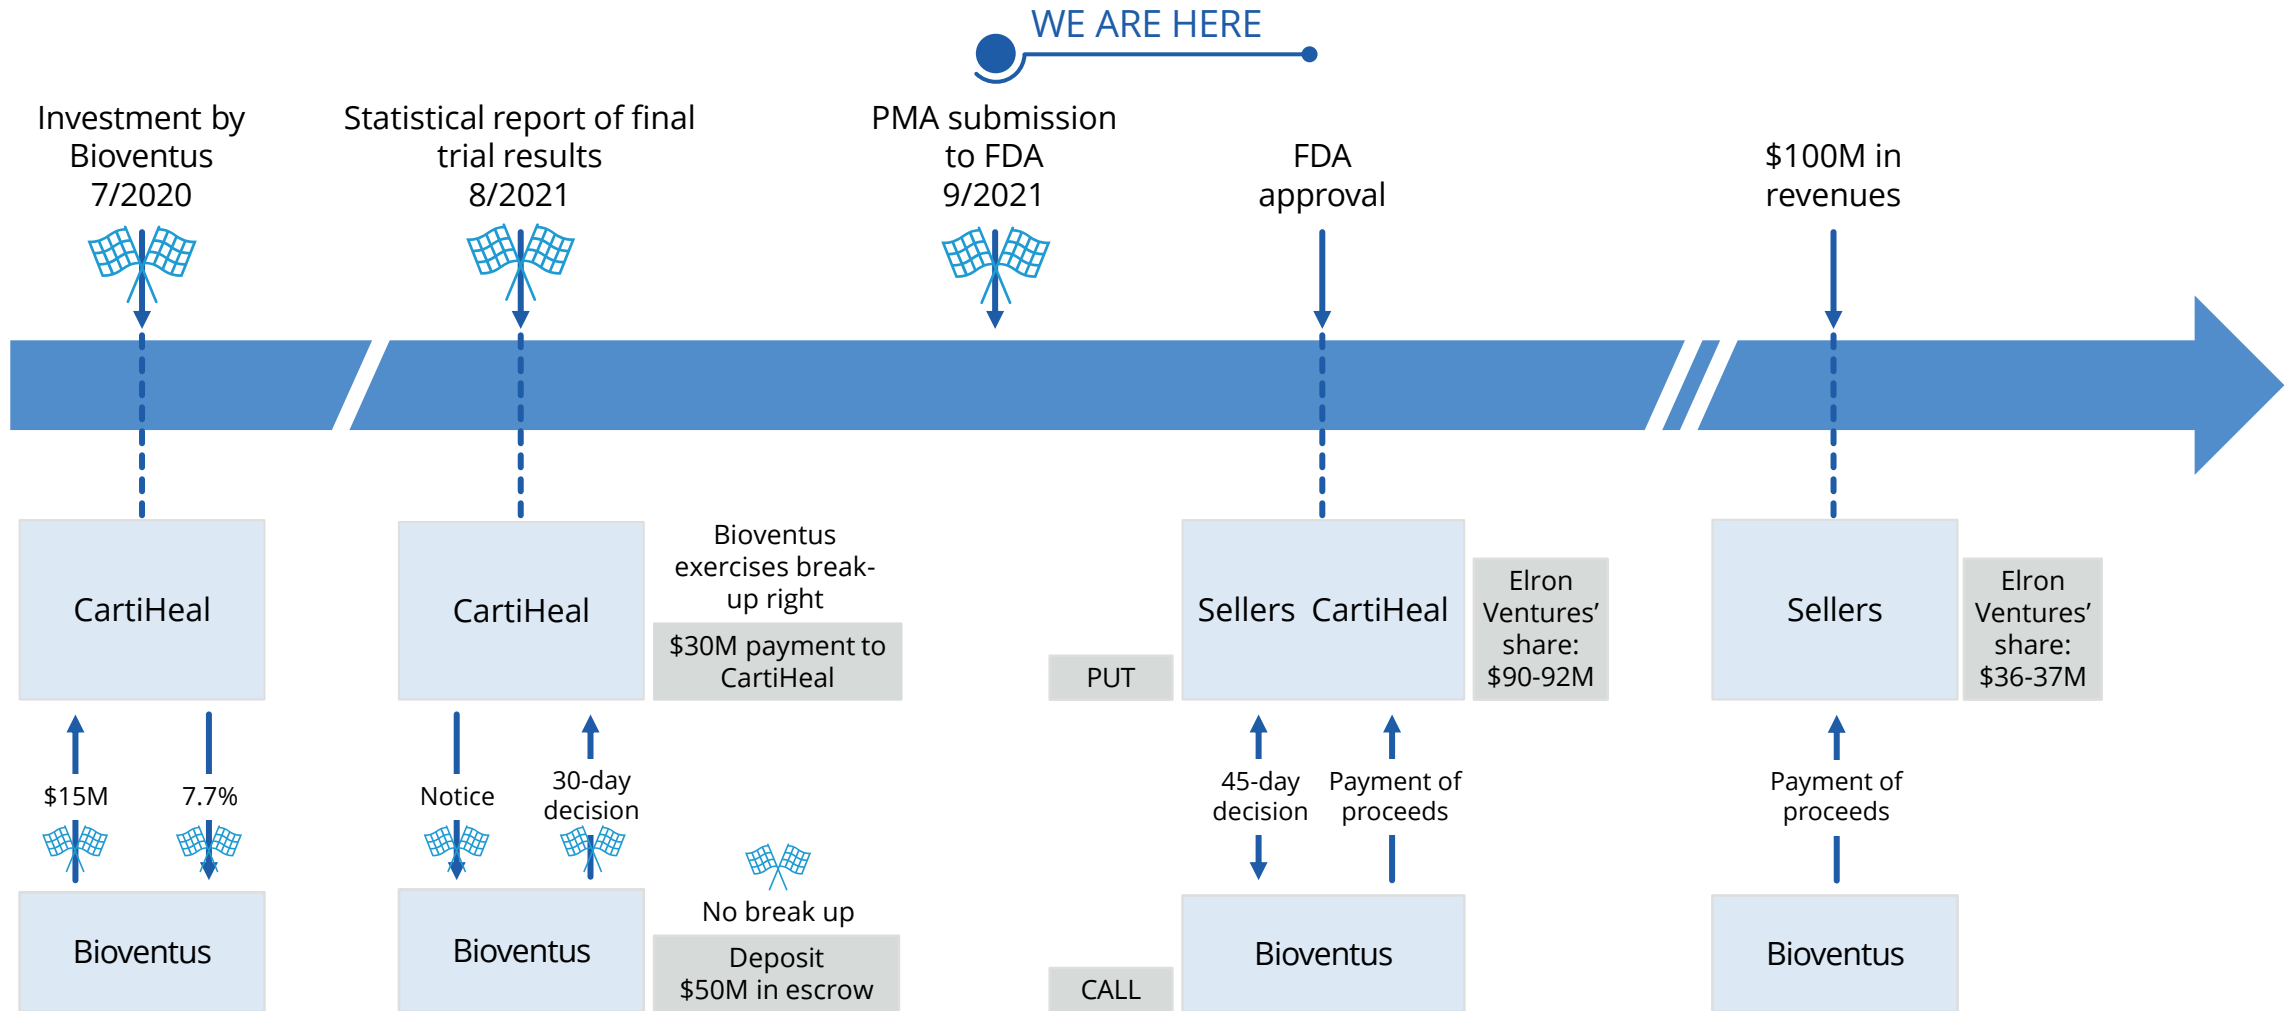 WE ARE HERE
Investment by
Bioventus
7/2020
Statistical report of final
trial results
8/2021
PMA submission
to FDA
9/2021
FDA
approval
$100M in
revenues
CartiHeal
$15M
7.7%
Bioventus
CartiHeal
Notice
30-day
decision
Bioventus
Bioventus
exercises break-
up right
$30M payment to
CartiHeal
No break up
Deposit
$50M in escrow
PUT
CALL
Sellers CartiHeal
45-day
decision
Payment of
proceeds
Bioventus
Elron
Ventures’
share:
$90-92M
Sellers
Payment of
proceeds
Bioventus
Elron
Ventures’
share:
$36-37M